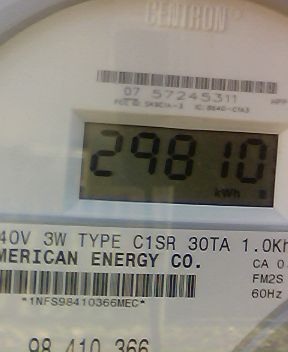 CENTRON®
07 57245311
29810
kWh
40V 3W TYPE C1SR 30TA 1.0Kh
MERICAN ENERGY CO.
CA 0
FM2S
60Hz
*1NFS98410366MEC*
98 410 366